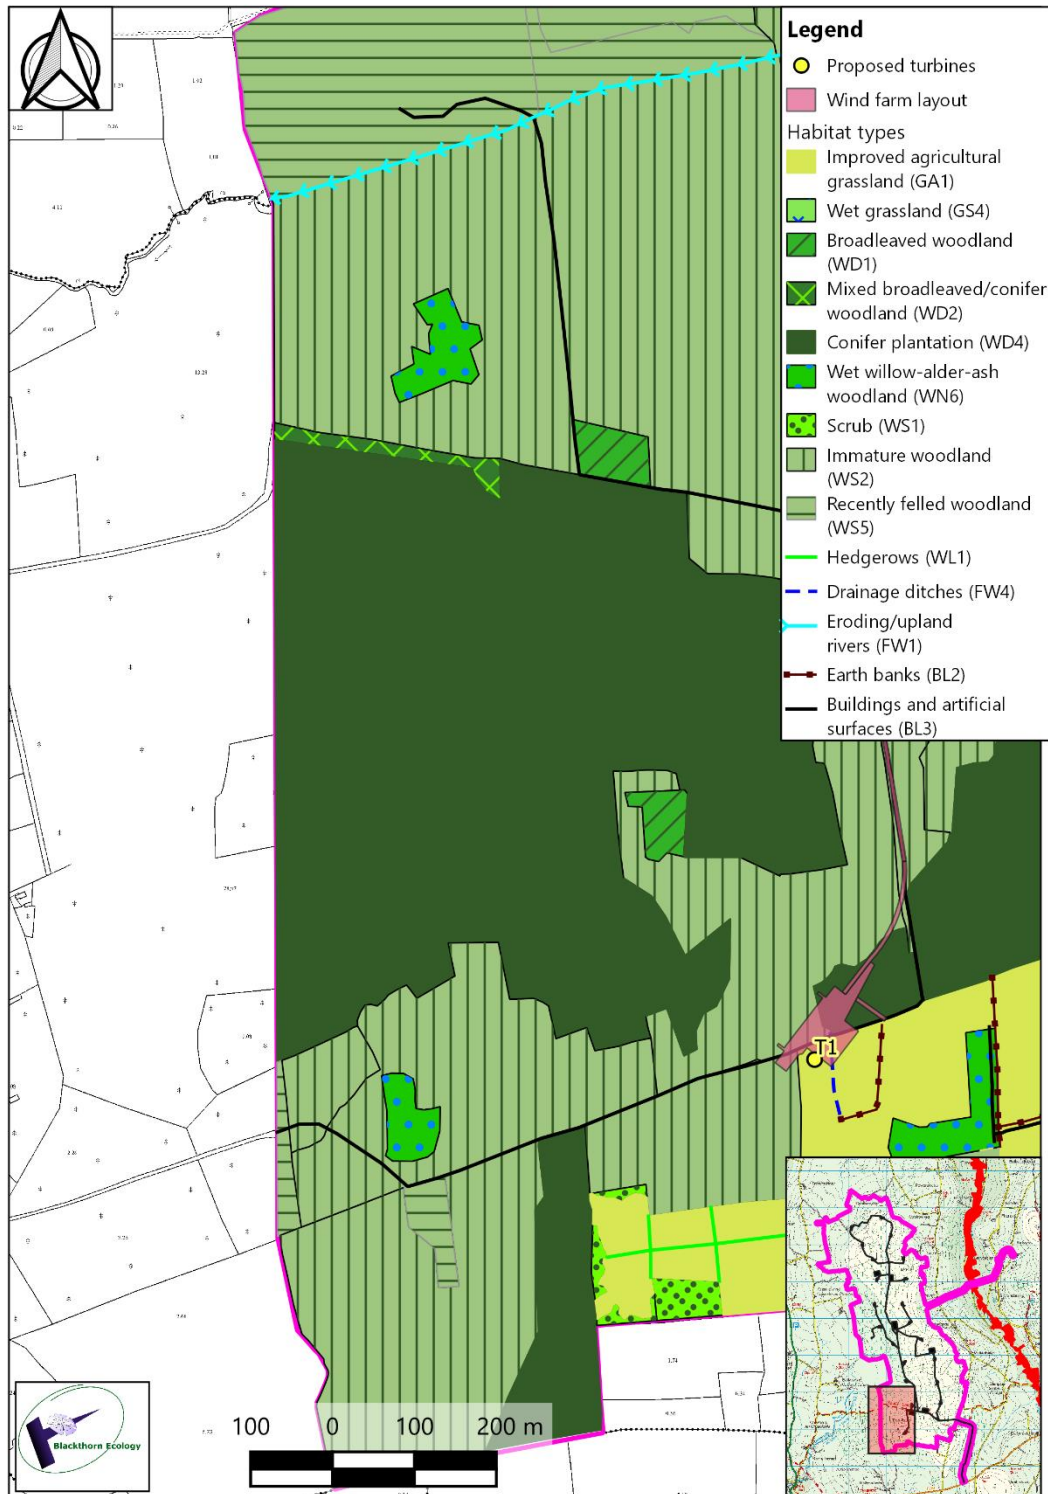 Legend
Proposed turbines
Wind farm layout
Habitat types
Improved agricultural
grassland (GA1)
Wet grassland (GS4)
Broadleaved woodland
(WD1)
Mixed broadleaved/conifer
woodland (WD2)
Conifer plantation (WD4)
Wet willow-alder-ash
woodland (WN6)
Scrub (WS1)
Immature woodland
(WS2)
Recently felled woodland
(WS5)
Hedgerows (WL1)
Drainage ditches (FW4)
Eroding/upland
rivers (FW1)
Earth banks (BL2)
Buildings and artificial
surfaces (BL3)
T1
Blackthorn Ecology
100 0 100 200 m